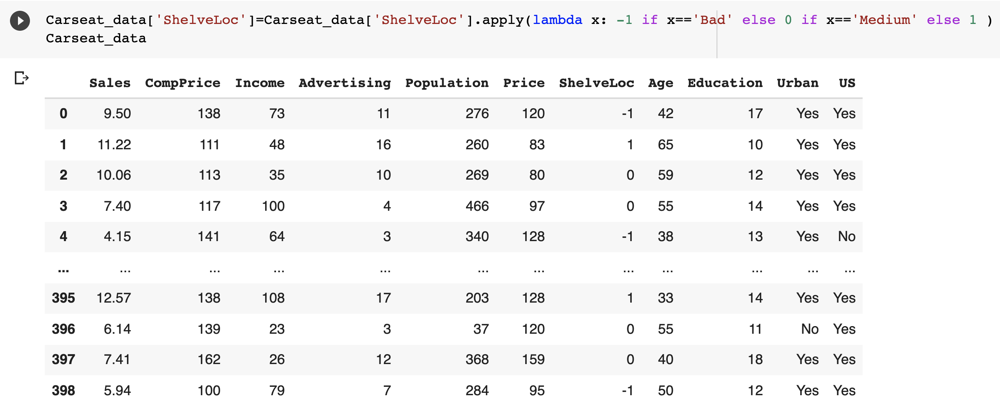 Carseat_data['ShelveLoc']=Carseat_data['ShelveLoc'].apply(lambda x: -1 if x=='Bad' else 0 if x=='Medium' else 1 )
Carseat_data
Sales CompPrice Income Advertising Population Price ShelveLoc Age Education Urban US
0 9.50 138 73 11 276 120 -1 42 17 Yes Yes
1 11.22 111 48 16 260 83 1 65 10 Yes Yes
2 10.06 113 35 10 269 80 0 59 12 Yes Yes
3 7.40 117 100 4 466 97 0 55 14 Yes Yes
4 4.15 141 64 3 340 128 -1 38 13 Yes No
... ... ... ... ... ... ... ... ... ... ... ...
395 12.57 138 108 17 203 128 1 33 14 Yes Yes
396 6.14 139 23 3 37 120 0 55 11 No Yes
397 7.41 162 26 12 368 159 0 40 18 Yes Yes
398 5.94 100 79 7 284 95 -1 50 12 Yes Yes